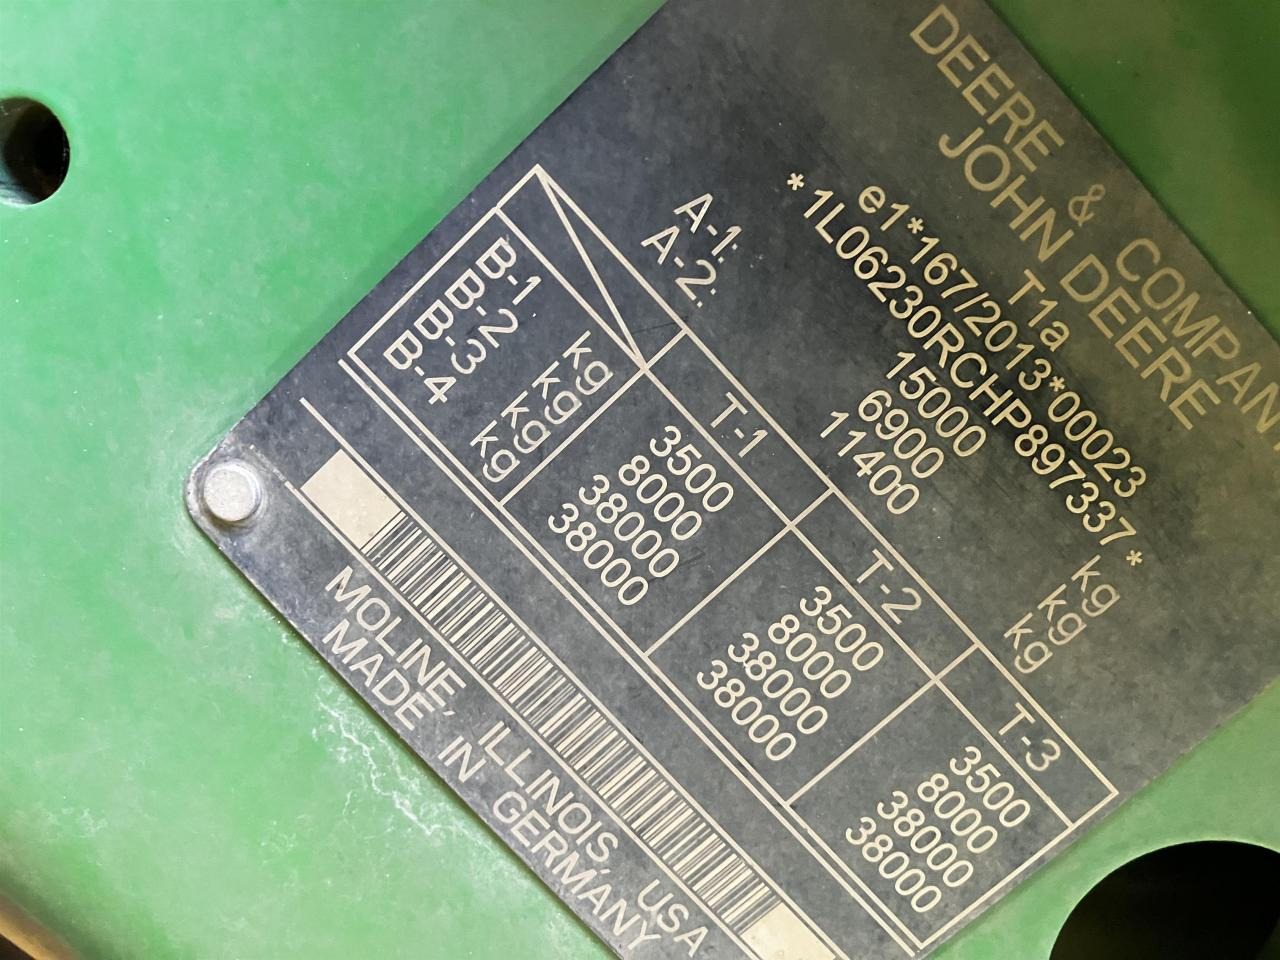 DEERE & COMPANY
JOHN DEERE
T1a
e1*167/2013*00023
*1L06230RCHP897337*
15000 kg
A-1: 6900 kg
A-2: 11400 kg
T-1 T-2 T-3
B-1 kg 3500 3500 3500
B-2 kg 8000 8000 8000
B-3 kg 38000 38000 38000
B-4 kg 38000 38000 38000
MOLINE, ILLINOIS, USA
MADE IN GERMANY